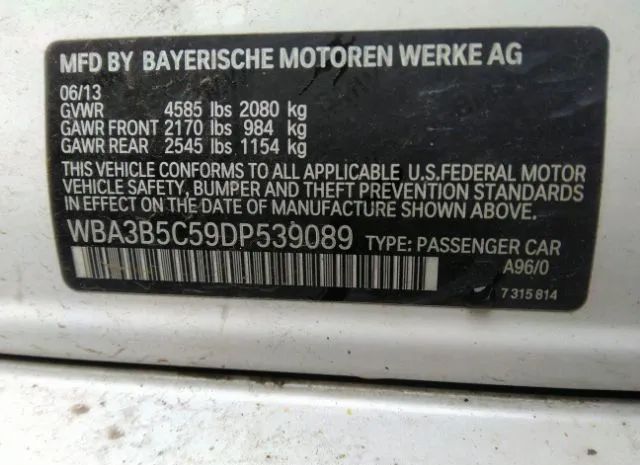 MFD BY BAYERISCHE MOTOREN WERKE AG
06/13
GVWR 4585 lbs 2080 kg
GAWR FRONT 2170 lbs 984 kg
GAWR REAR 2545 lbs 1154 kg
THIS VEHICLE CONFORMS TO ALL APPLICABLE U.S.FEDERAL MOTOR
VEHICLE SAFETY, BUMPER AND THEFT PREVENTION STANDARDS
IN EFFECT ON THE DATE OF MANUFACTURE SHOWN ABOVE.
WBA3B5C59DP539089 TYPE: PASSENGER CAR
A96/0
7 315 814